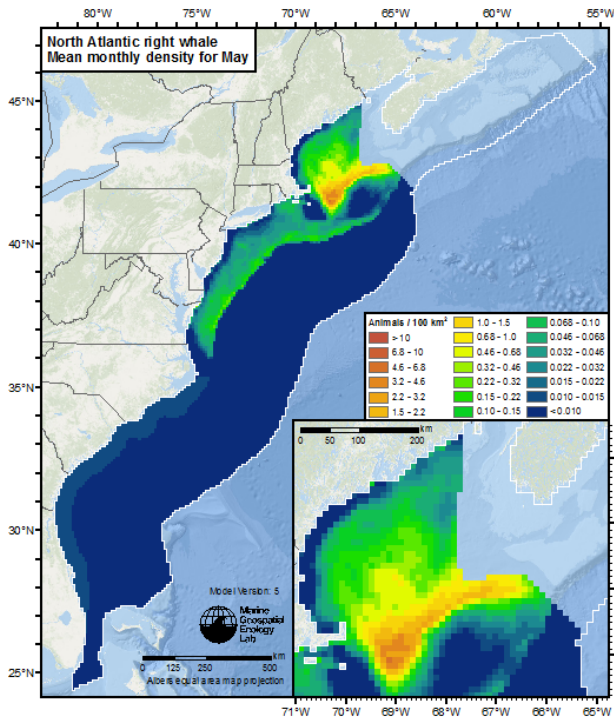 80°W
75°W
70°W
65°W
60°W
55°W
North Atlantic right whale
Mean monthly density for May
45°N
40°N
35°N
30°N
25°N
Animals / 100 km²
>10
6.8 - 10
4.6 - 6.8
3.2 - 4.6
2.2 - 3.2
1.5 - 2.2
1.0 - 1.5
0.68 - 1.0
0.46 - 0.68
0.32 - 0.46
0.22 - 0.32
0.15 - 0.22
0.10 - 0.15
0.068 - 0.10
0.046 - 0.068
0.032 - 0.046
0.022 - 0.032
0.015 - 0.022
0.010 - 0.015
<0.010
0 50 100 200
km
Model Version: 5
Marine
Geospatial
Ecology
Lab
0 125 250 500
km
Albers equal area map projection
71°W
70°W
69°W
68°W
67°W
66°W
65°W